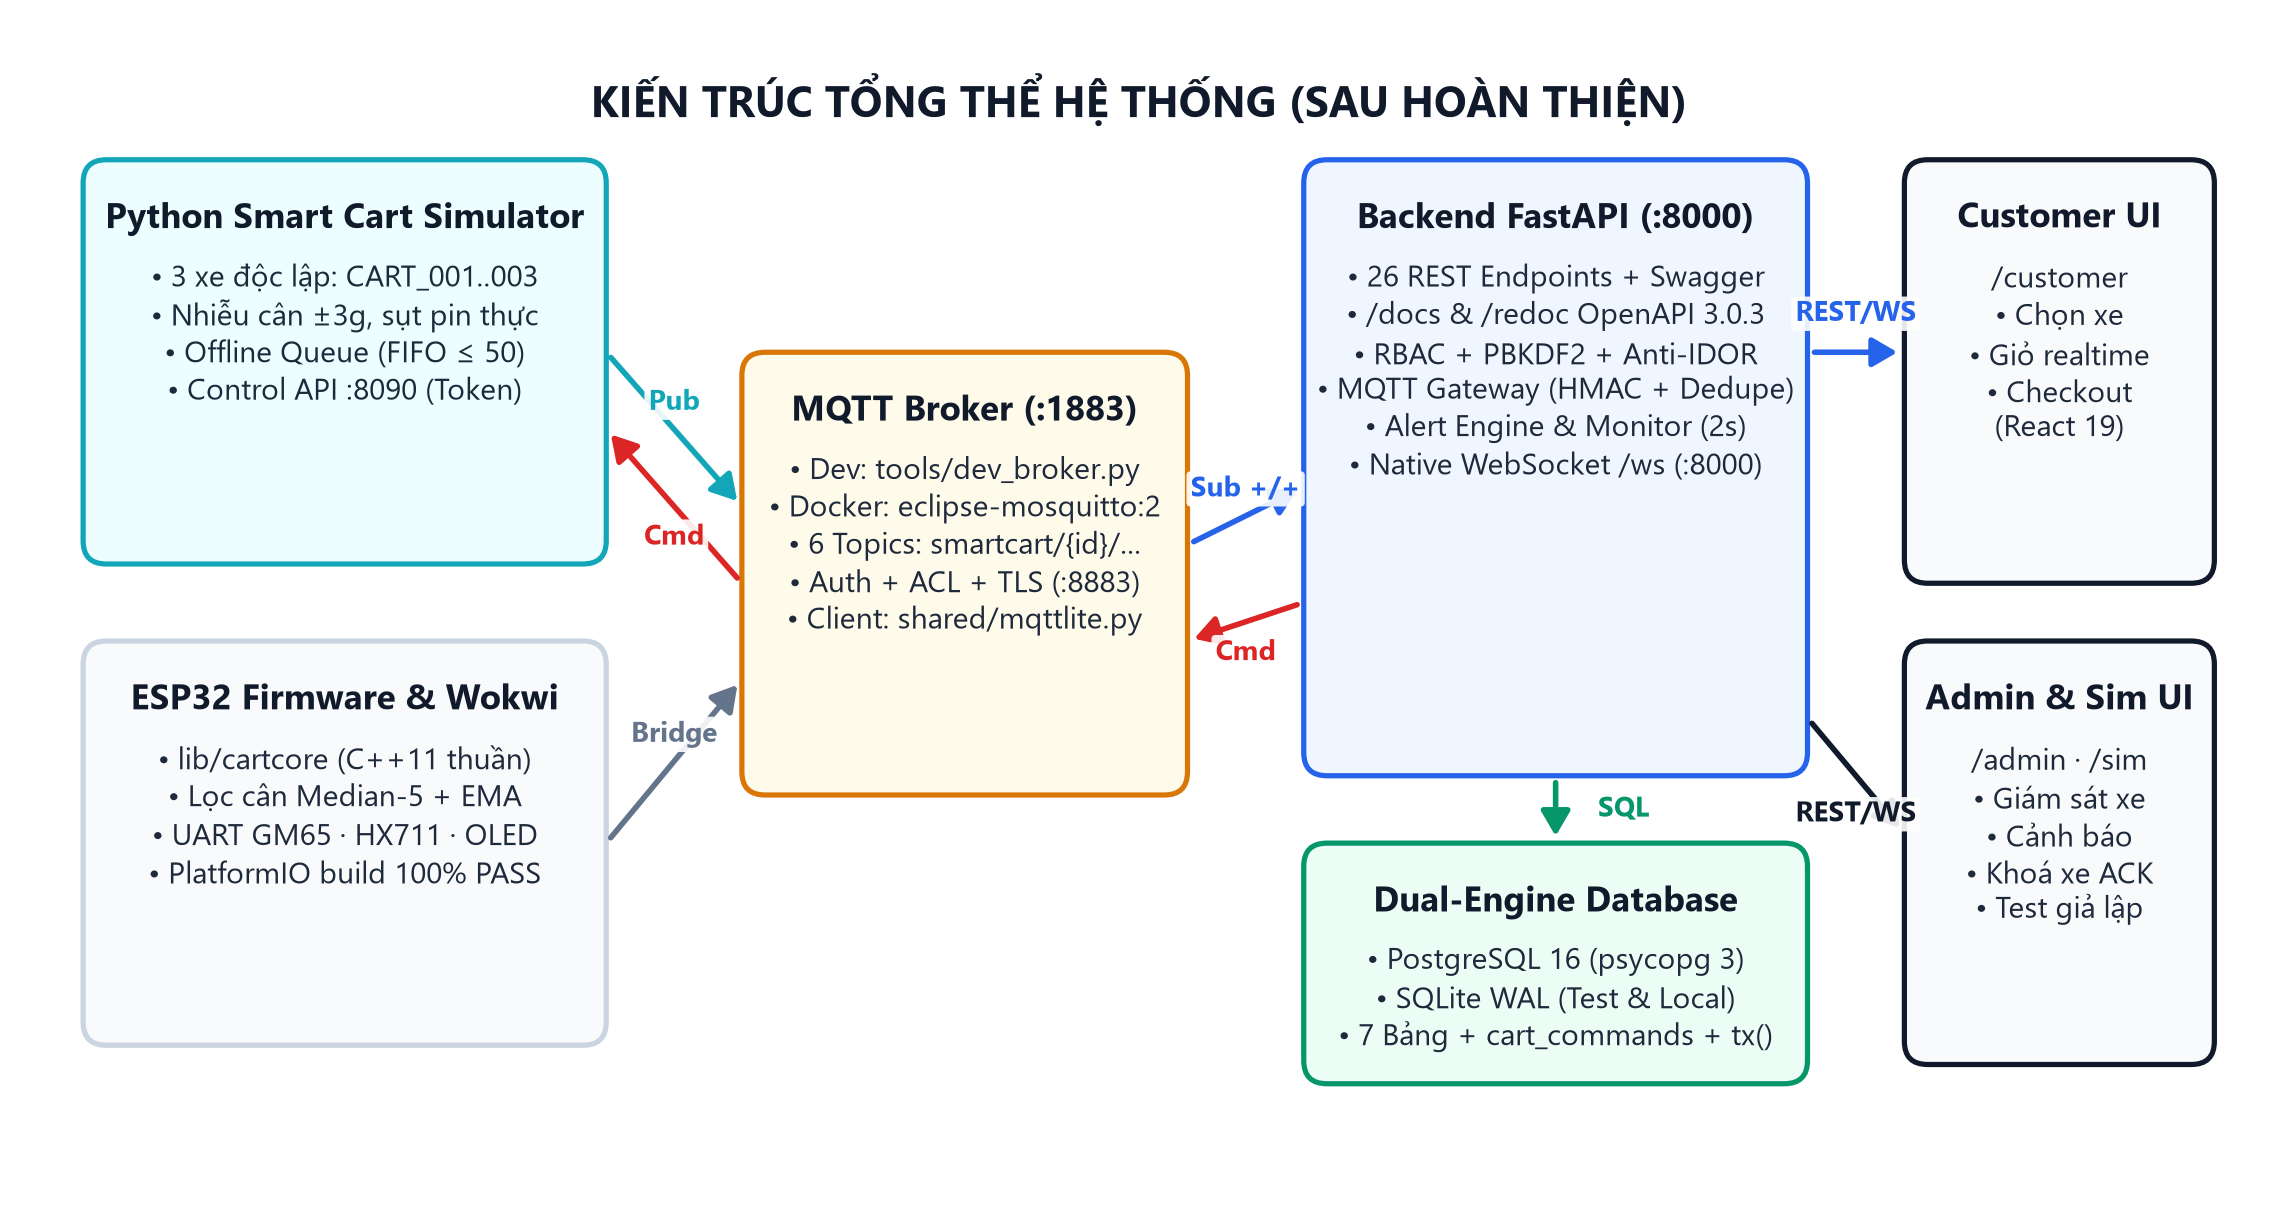 KIẾN TRÚC TỔNG THỂ HỆ THỐNG (SAU HOÀN THIỆN)
Python Smart Cart Simulator
• 3 xe độc lập: CART_001..003
• Nhiễu cân ±3g, sụt pin thực
• Offline Queue (FIFO ≤ 50)
• Control API :8090 (Token)
Pub
Cmd
ESP32 Firmware & Wokwi
• lib/cartcore (C++11 thuần)
• Lọc cân Median-5 + EMA
• UART GM65 · HX711 · OLED
• PlatformIO build 100% PASS
Bridge
MQTT Broker (:1883)
• Dev: tools/dev_broker.py
• Docker: eclipse-mosquitto:2
• 6 Topics: smartcart/{id}/...
• Auth + ACL + TLS (:8883)
• Client: shared/mqttlite.py
Sub +/+
Cmd
Backend FastAPI (:8000)
• 26 REST Endpoints + Swagger
• /docs & /redoc OpenAPI 3.0.3
• RBAC + PBKDF2 + Anti-IDOR
• MQTT Gateway (HMAC + Dedupe)
• Alert Engine & Monitor (2s)
• Native WebSocket /ws (:8000)
SQL
Dual-Engine Database
• PostgreSQL 16 (psycopg 3)
• SQLite WAL (Test & Local)
• 7 Bảng + cart_commands + tx()
REST/WS
Customer UI
/customer
• Chọn xe
• Giỏ realtime
• Checkout
(React 19)
REST/WS
Admin & Sim UI
/admin · /sim
• Giám sát xe
• Cảnh báo
• Khoá xe ACK
• Test giả lập